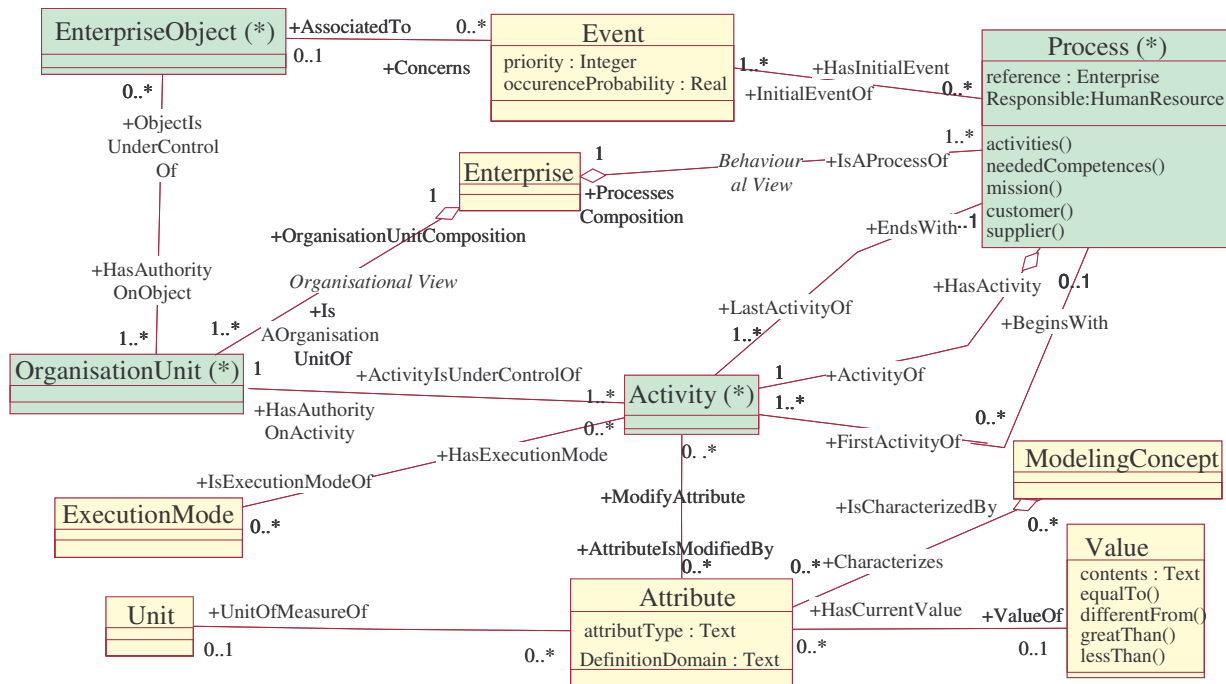 EnterpriseObject (*)
+AssociatedTo
0..*
0..1
+Concerns
Event
priority : Integer
occurenceProbability : Real
1..*
+HasInitialEvent
+InitialEventOf
0..*
Process (*)
reference : Enterprise
Responsible:HumanResource
activities()
neededCompetences()
mission()
customer()
supplier()
0..*
+ObjectIs
UnderControl
Of
+HasAuthority
OnObject
1..*
Enterprise
1
+Processes
Composition
Behaviour
al View
1..*
+IsAProcessOf
1
+OrganisationUnitComposition
Organisational View
+Is
AOrganisation
UnitOf
1..*
+EndsWith
0..1
+LastActivityOf
1..*
+HasActivity
0..1
+BeginsWith
OrganisationUnit (*)
1
+ActivityIsUnderControlOf
1..*
+HasAuthority
OnActivity
Activity (*)
1
+ActivityOf
1..*
0..*
+FirstActivityOf
0..*
+HasExecutionMode
+IsExecutionModeOf
0..*
ExecutionMode
0. .*
+ModifyAttribute
+AttributeIsModifiedBy
0..*
ModelingConcept
+IsCharacterizedBy
0..*
0..*
+Characterizes
Unit
+UnitOfMeasureOf
0..1
0..*
Attribute
attributType : Text
DefinitionDomain : Text
+HasCurrentValue
0..*
+ValueOf
0..1
Value
contents : Text
equalTo()
differentFrom()
greatThan()
lessThan()